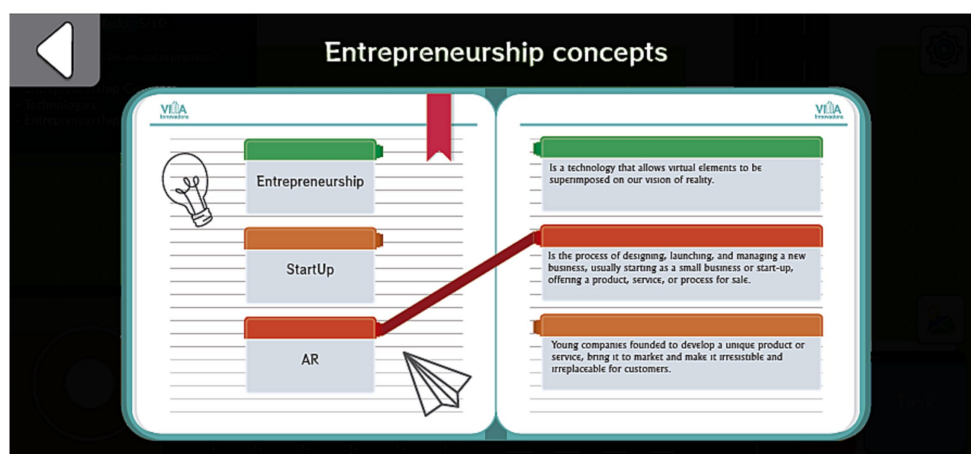 Entrepreneurship concepts
Innovadora
Innovadora
Entrepreneurship
StartUp
AR
Is a technology that allows virtual elements to be
superimposed on our vision of reality.
Is the process of designing, launching, and managing a new
business, usually starting as a small business or start-up,
offering a product, service, or process for sale.
Young companies founded to develop a unique product or
service, bring it to market and make it irresistible and
irreplaceable for customers.